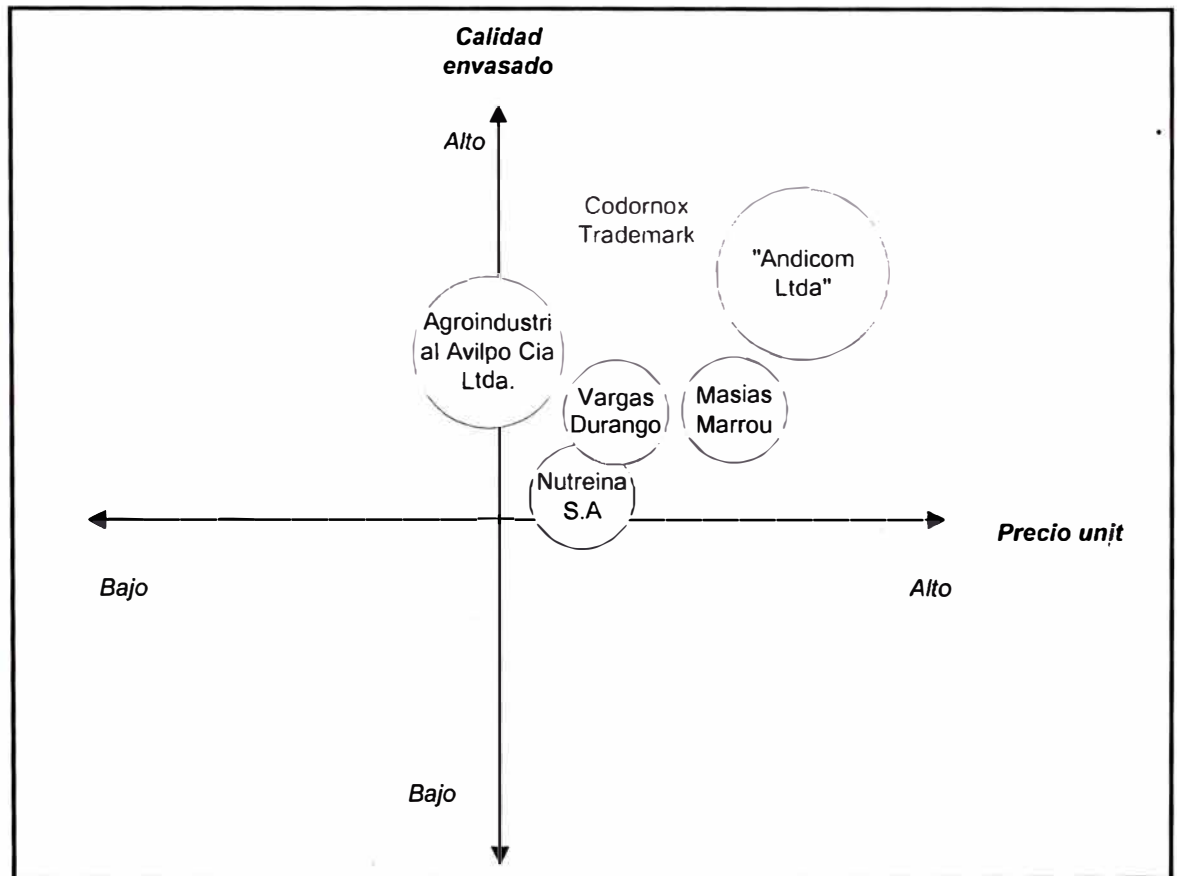 Calidad
envasado
Alto
Codornox
Trademark
"Andicom
Ltda"
Agroindustri
al Avilpo Cia
Ltda.
Vargas
Durango
Masias
Marrou
Nutreina
S.A
Precio unit
Bajo
Alto
Bajo